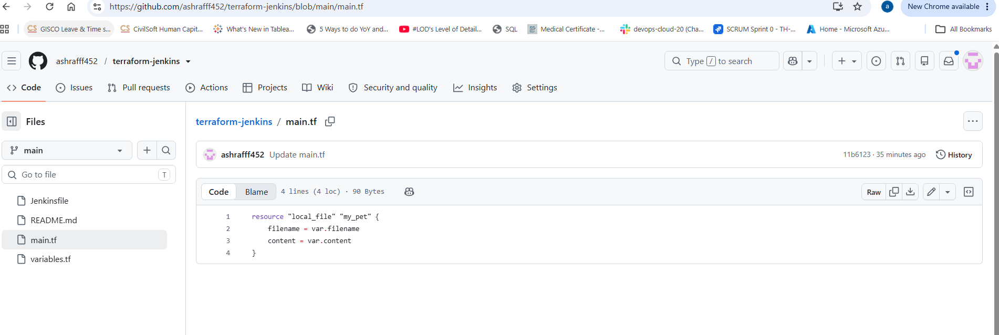 https://github.com/ashrafff452/terraform-jenkins/blob/main/main.tf
a
New Chrome available
CS GISCO Leave & Time s...
CS CivilSoft Human Capit...
What's New in Tablea...
5 Ways to do YoY and...
#LOD's Level of Detail...
SQL
Medical Certificate -...
devops-cloud-20 (Cha...
SCRUM Sprint 0 - TH-...
Home - Microsoft Azu...
All Bookmarks
ashrafff452 / terraform-jenkins
Type / to search
Code
Issues
Pull requests
Actions
Projects
Wiki
Security and quality
Insights
Settings
Files
main
Go to file
T
Jenkinsfile
README.md
main.tf
variables.tf
terraform-jenkins / main.tf
ashrafff452 Update main.tf
11b6123 · 35 minutes ago
History
Code
Blame
4 lines (4 loc) · 90 Bytes
Raw
1 resource "local_file" "my_pet" {
2 filename = var.filename
3 content = var.content
4 }